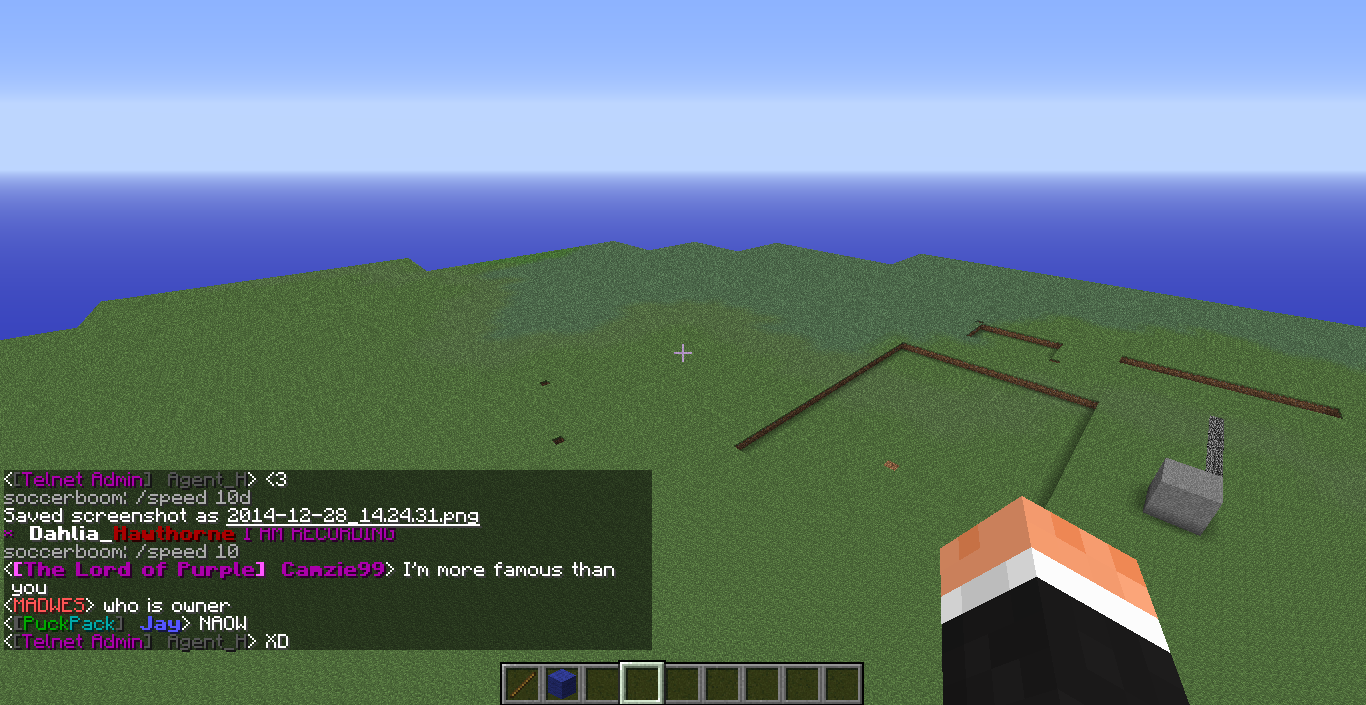 <[Telnet Admin] Agent_H> <3
soccerboom: /speed 10d
Saved screenshot as 2014-12-28_14.24.31.png
* Dahlia_Hawthorne I AM RECORDING
soccerboom: /speed 10
<[The Lord of Purple] Camzie99> I'm more famous than
you
<MADWES> who is owner
<[PuckPack] Jay> NAOW
<[Telnet Admin] Agent_H> XD